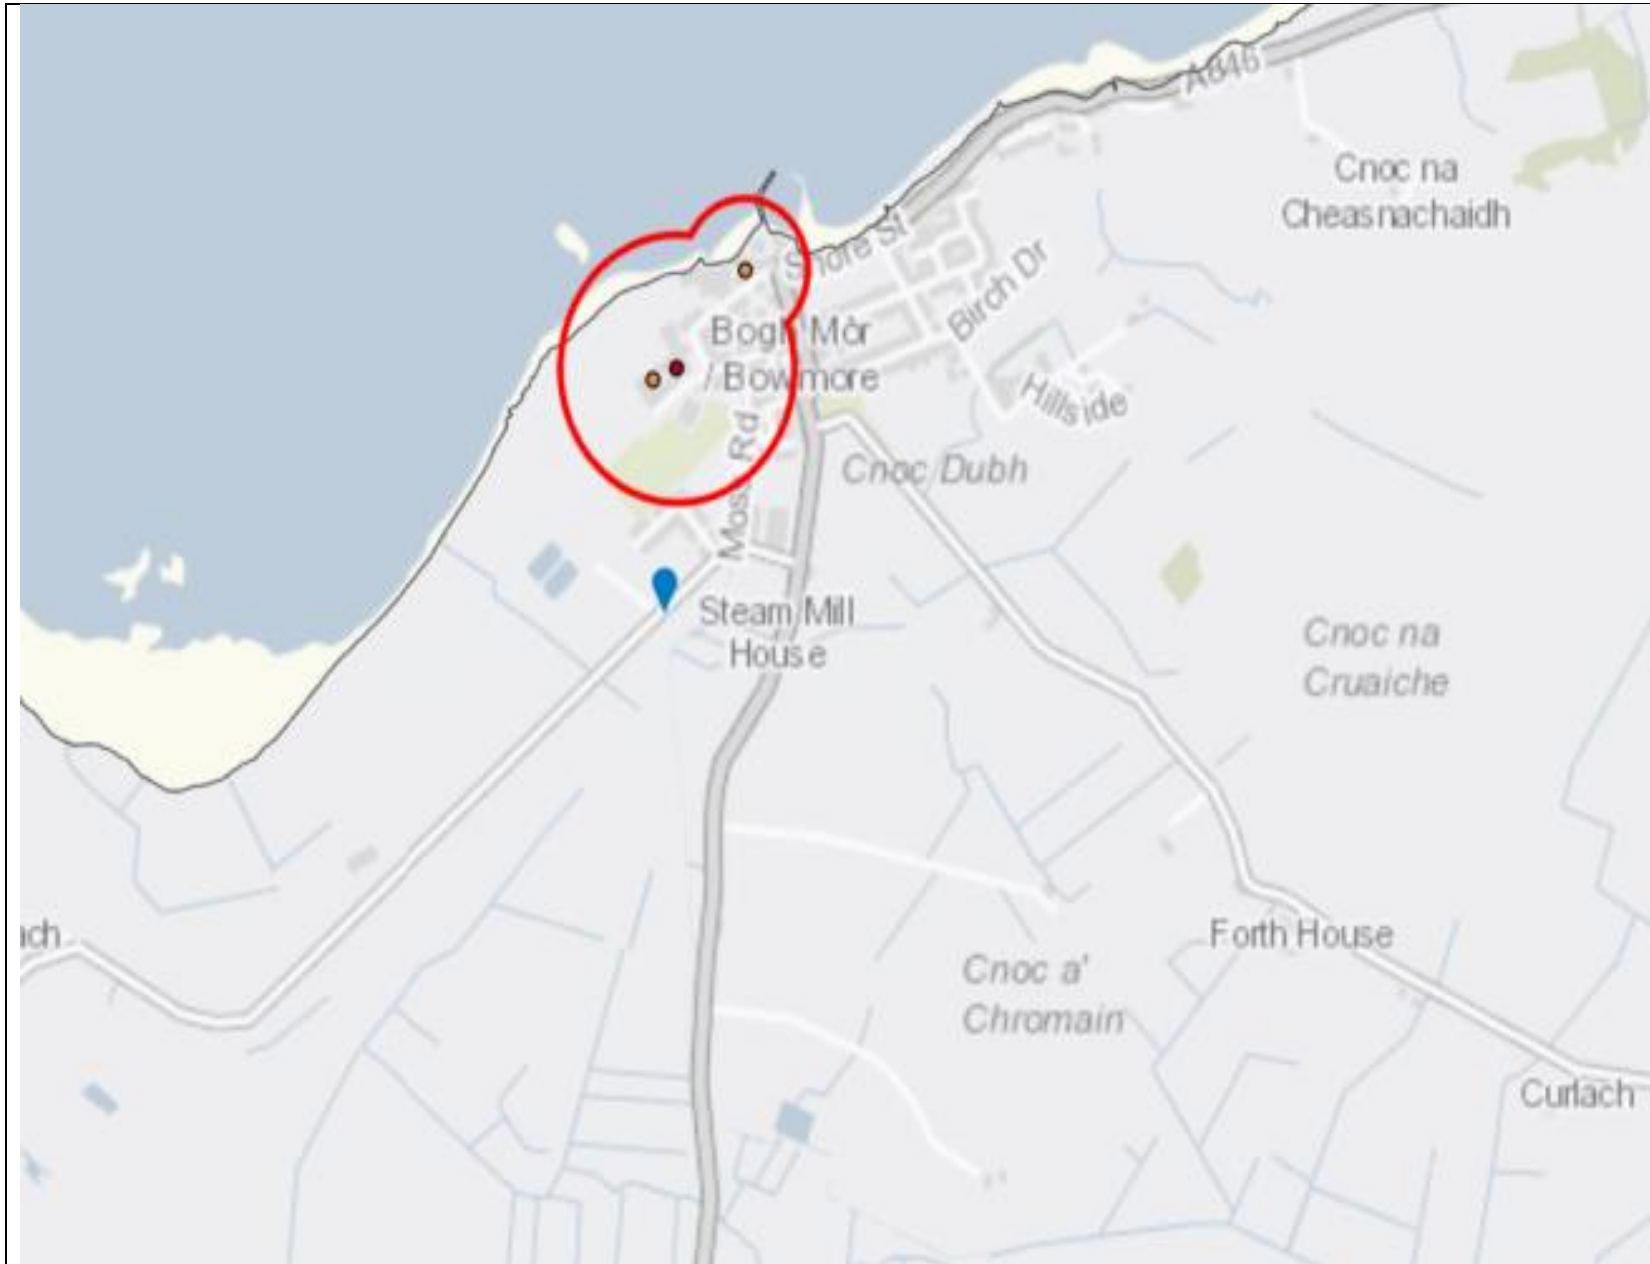 A846
Cnoc na
Cheasnachaidh
Shore St
Birch Dr
Bogh Mòr
/ Bowmore
Hillside
Moss Rd
Cnoc Dubh
Steam Mill
House
Cnoc na
Cruaiche
ach
Forth House
Cnoc a'
Chromain
Curlach